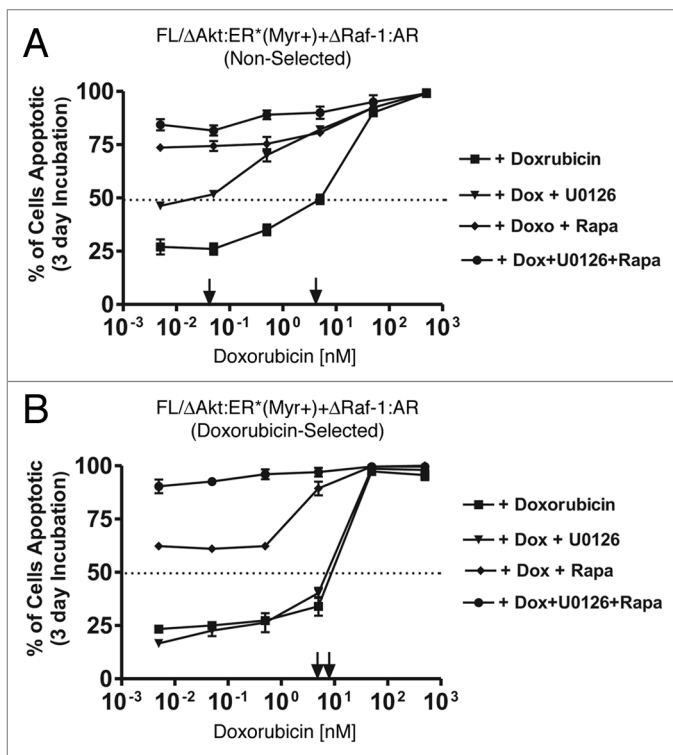 A
FL/ΔAkt:ER*(Myr+)+ΔRaf-1:AR
(Non-Selected)
% of Cells Apoptotic
(3 day Incubation)
100
75
50
25
0
10-3 10-2 10-1 100 101 102 103
Doxorubicin [nM]
+ Doxrubicin
+ Dox + U0126
+ Doxo + Rapa
+ Dox+U0126+Rapa
B
FL/ΔAkt:ER*(Myr+)+ΔRaf-1:AR
(Doxorubicin-Selected)
% of Cells Apoptotic
(3 day Incubation)
100
75
50
25
0
10-3 10-2 10-1 100 101 102 103
Doxorubicin [nM]
+ Doxorubicin
+ Dox + U0126
+ Dox + Rapa
+ Dox+U0126+Rapa